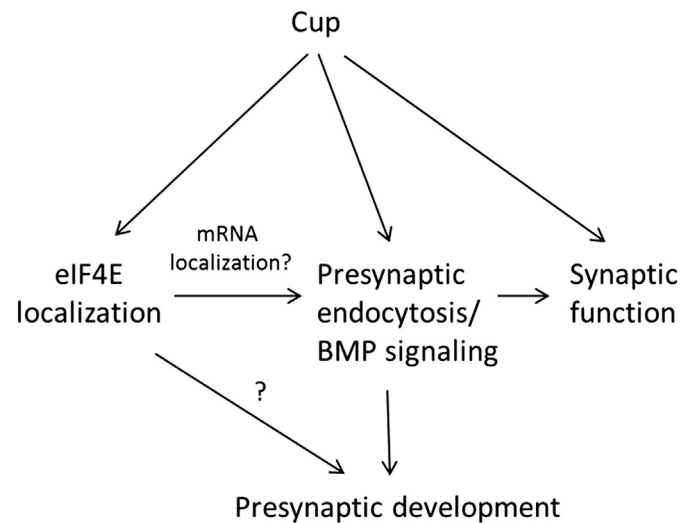 Cup
mRNA
localization?
eIF4E
localization
Presynaptic
endocytosis/
BMP signaling
Synaptic
function
?
Presynaptic development